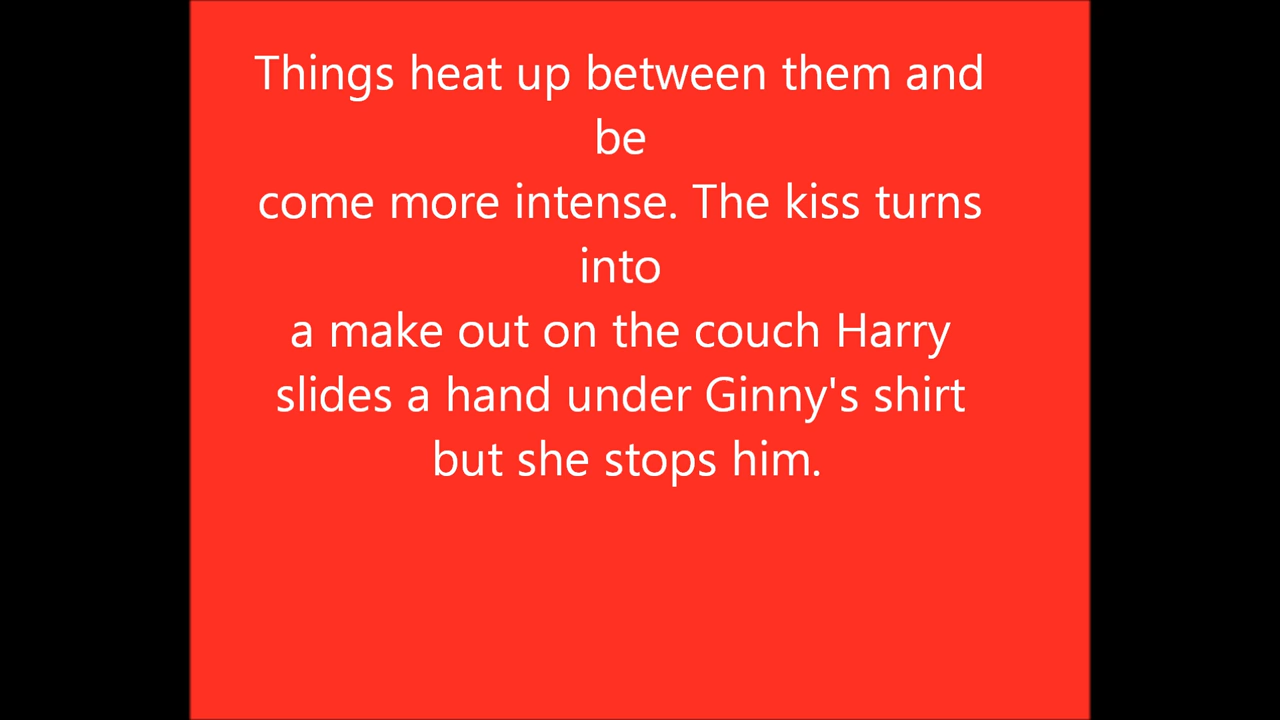 Things heat up between them and
be
come more intense. The kiss turns
into
a make out on the couch Harry
slides a hand under Ginny's shirt
but she stops him.